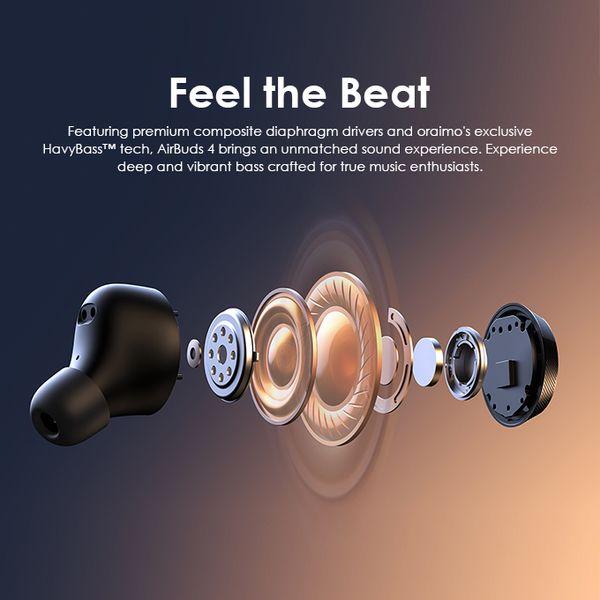 Feel the Beat
Featuring premium composite diaphragm drivers and oraimo's exclusive
HavyBass™ tech, AirBuds 4 brings an unmatched sound experience. Experience
deep and vibrant bass crafted for true music enthusiasts.